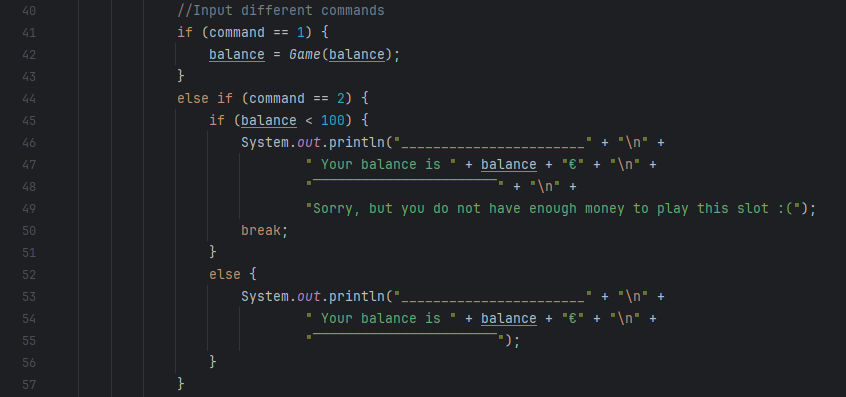 40 //Input different commands
41 if (command == 1) {
42 balance = Game(balance);
43 }
44 else if (command == 2) {
45 if (balance < 100) {
46 System.out.println("_______________________" + "\n" +
47 " Your balance is " + balance + "€" + "\n" +
48 "‾‾‾‾‾‾‾‾‾‾‾‾‾‾‾‾‾‾‾‾‾‾‾" + "\n" +
49 "Sorry, but you do not have enough money to play this slot :(");
50 break;
51 }
52 else {
53 System.out.println("_______________________" + "\n" +
54 " Your balance is " + balance + "€" + "\n" +
55 "‾‾‾‾‾‾‾‾‾‾‾‾‾‾‾‾‾‾‾‾‾‾‾");
56 }
57 }